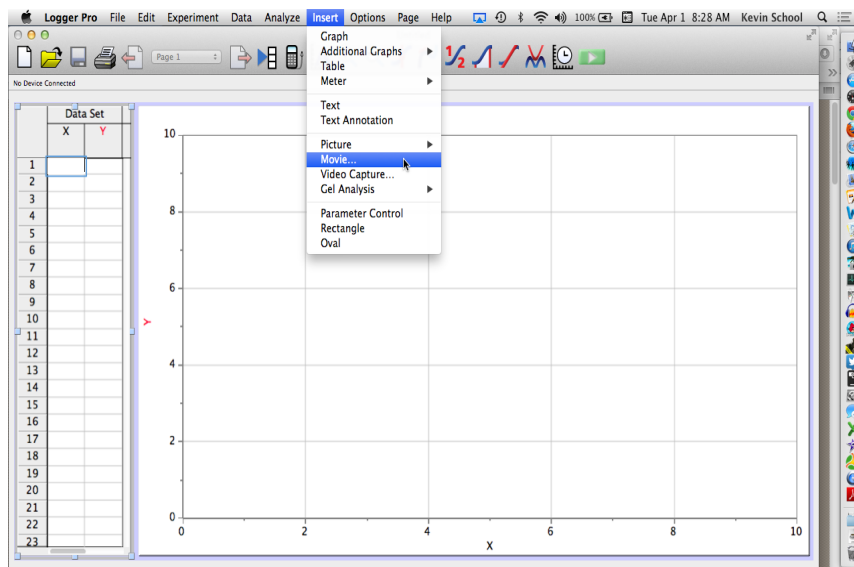 Logger Pro File Edit Experiment Data Analyze Insert Options Page Help 100% Tue Apr 1 8:28 AM Kevin School
Graph
Additional Graphs
Table
Meter
Text
Text Annotation
Picture
Movie...
Video Capture...
Gel Analysis
Parameter Control
Rectangle
Oval
Page 1
1/2
No Device Connected
Data Set
X Y
1
2
3
4
5
6
7
8
9
10
11
12
13
14
15
16
17
18
19
20
21
22
23
10
8
6
4
2
0
Y
0 2 4 6 8 10
X